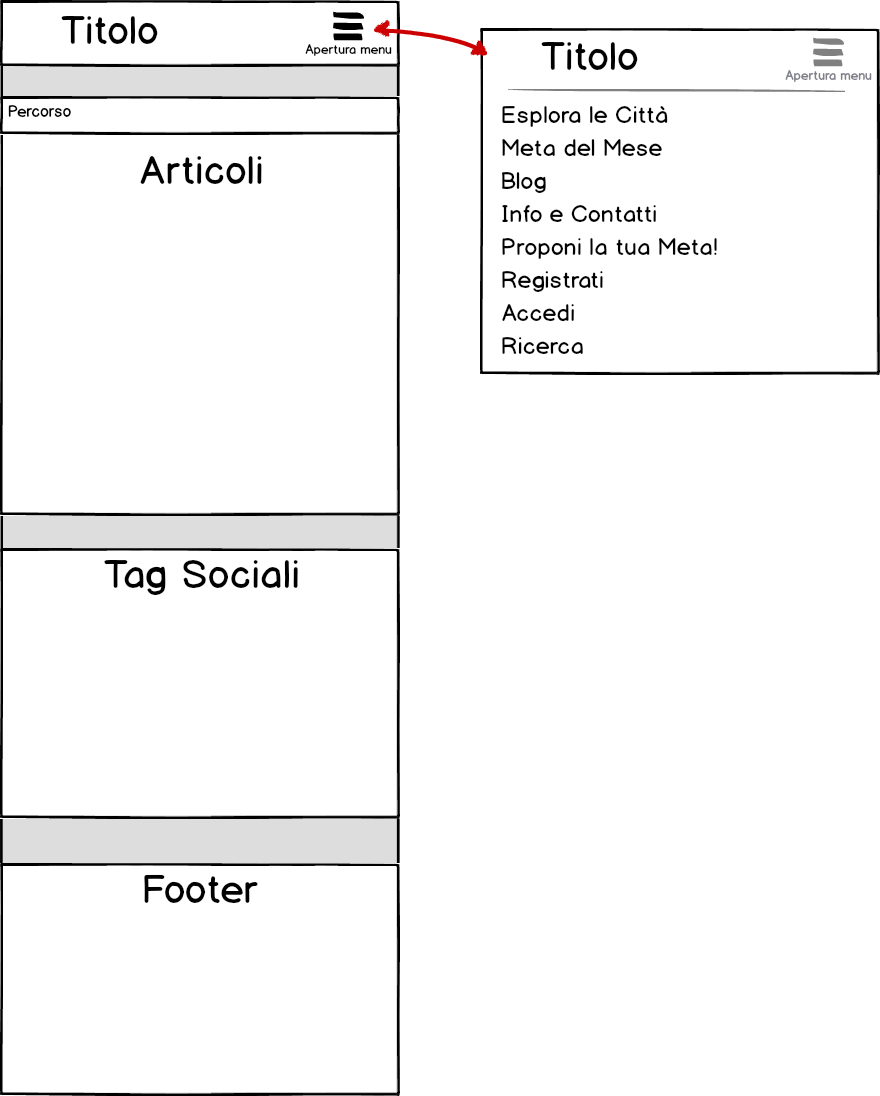 Titolo
Apertura menu
Percorso
Articoli
Tag Sociali
Footer
Titolo
Apertura menu
Esplora le Città
Meta del Mese
Blog
Info e Contatti
Proponi la tua Meta!
Registrati
Accedi
Ricerca